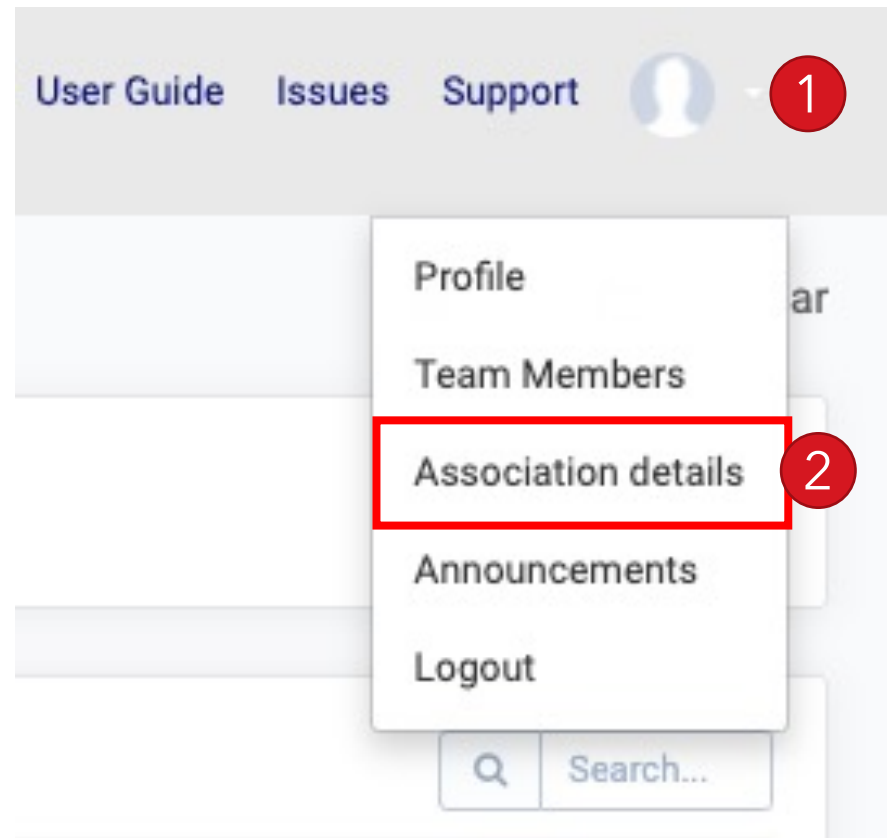 User Guide Issues Support 1
Profile
ar
Team Members
Association details 2
Announcements
Logout
Search...